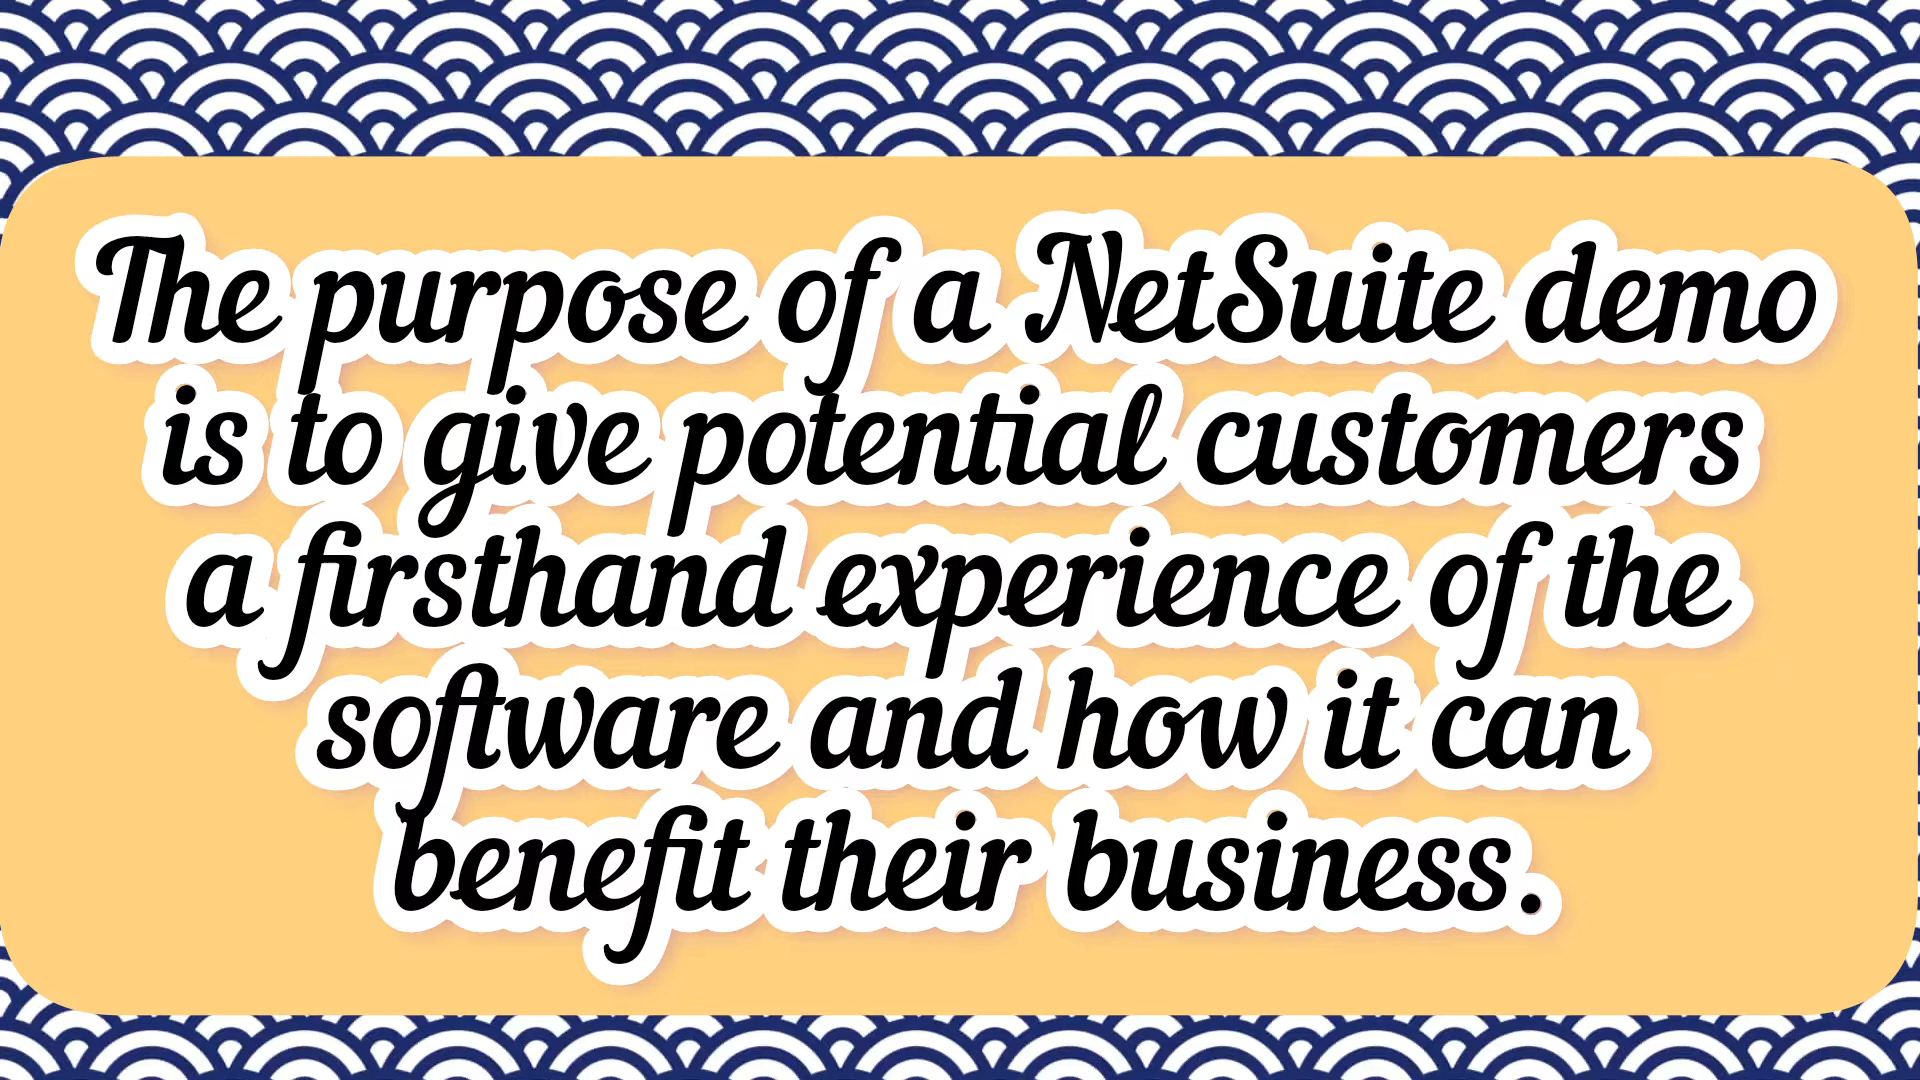 The purpose of a NetSuite demo
is to give potential customers
a firsthand experience of the
software and how it can
benefit their business.